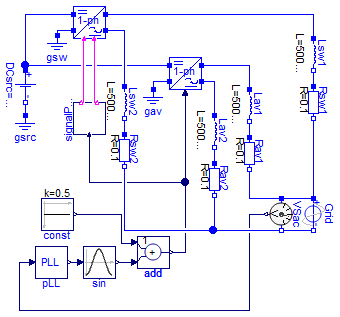 gsw
1-ph
DCsrc=...
gsrc
signalP...
L=500...
Lsw2
R=0.1
Rsw2
1-ph
gav
L=500...
Lav2
R=0.1
Rav2
L=500...
Lav1
R=0.1
Rav1
L=500...
Lsw1
R=0.1
Rsw1
VSac
Grid
k=0.5
const
1
add
PLL
pLL
sin